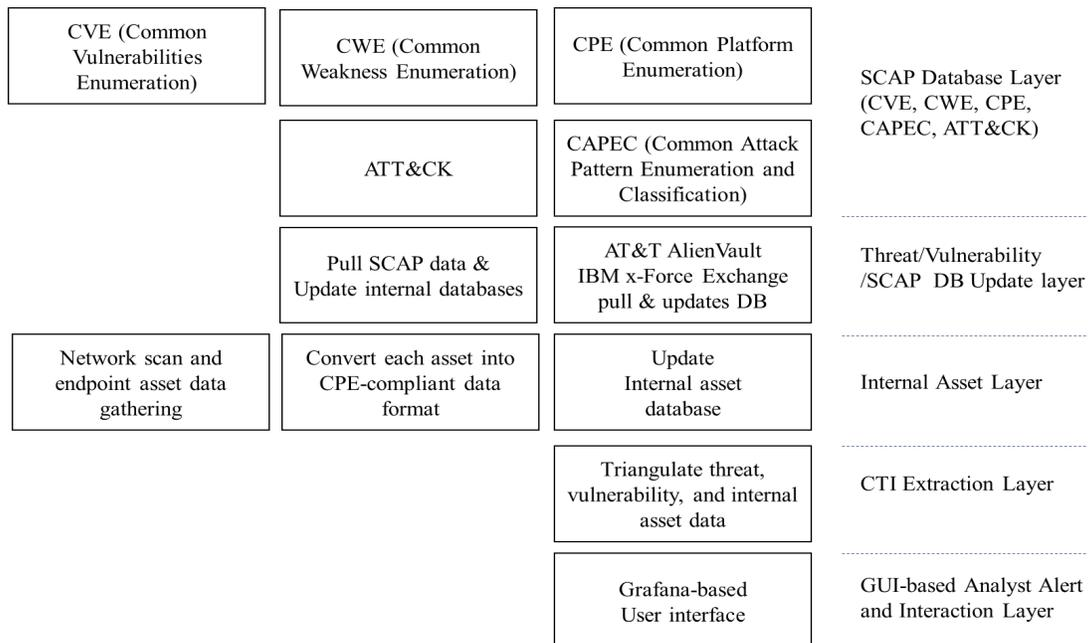 CVE (Common
Vulnerabilities
Enumeration)
CWE (Common
Weakness Enumeration)
CPE (Common Platform
Enumeration)
SCAP Database Layer
(CVE, CWE, CPE,
CAPEC, ATT&CK)
ATT&CK
CAPEC (Common Attack
Pattern Enumeration and
Classification)
Pull SCAP data &
Update internal databases
AT&T AlienVault
IBM x-Force Exchange
pull & updates DB
Threat/Vulnerability
/SCAP DB Update layer
Network scan and
endpoint asset data
gathering
Convert each asset into
CPE-compliant data
format
Update
Internal asset
database
Internal Asset Layer
Triangulate threat,
vulnerability, and internal
asset data
CTI Extraction Layer
Grafana-based
User interface
GUI-based Analyst Alert
and Interaction Layer